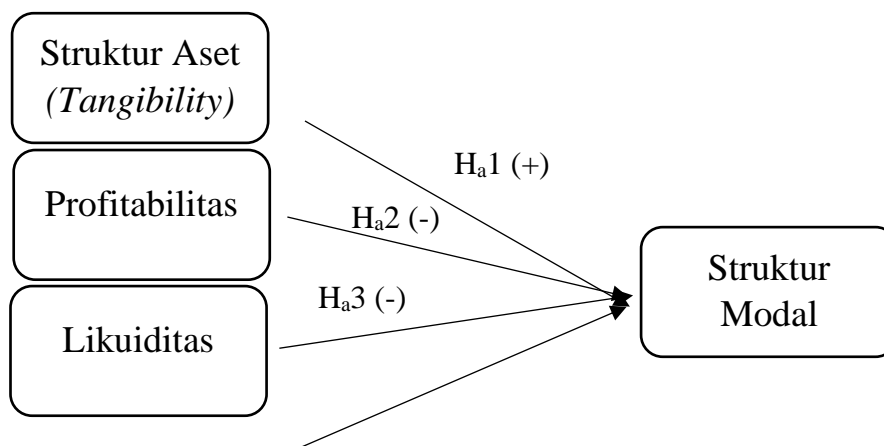 Struktur Aset
(Tangibility)
Hₐ1 (+)
Profitabilitas
Hₐ2 (-)
Struktur
Modal
Hₐ3 (-)
Likuiditas